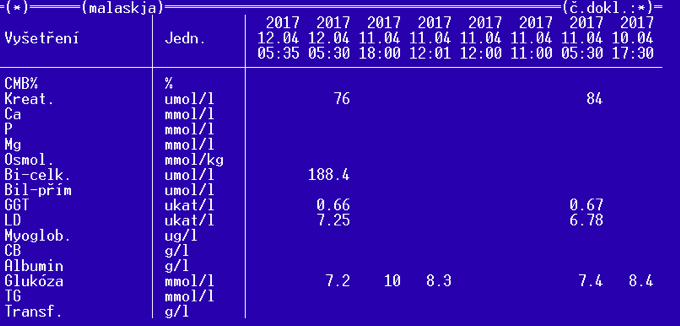 (*) (malaskja) (č.dokl.:*)
2017 2017 2017 2017 2017 2017 2017 2017
Vyšetření Jedn. 12.04 12.04 11.04 11.04 11.04 11.04 11.04 10.04
05:35 05:30 18:00 12:01 12:00 11:00 05:30 17:30
CMB% %
Kreat. umol/l 76 84
Ca mmol/l
P mmol/l
Mg mmol/l
Osmol. mmol/kg
Bi-celk. umol/l 188.4
Bil-přím umol/l
GGT ukat/l 0.66 0.67
LD ukat/l 7.25 6.78
Myoglob. ug/l
CB g/l
Albumin g/l
Glukóza mmol/l 7.2 10 8.3 7.4 8.4
TG mmol/l
Transf. g/l